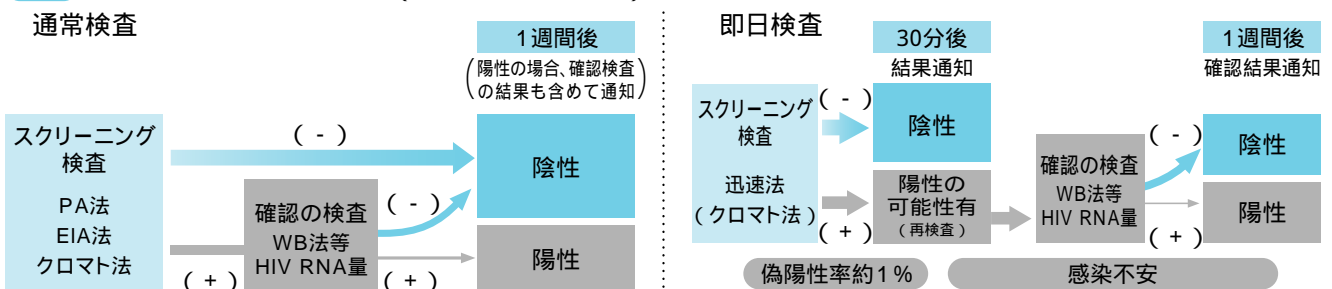 通常検査
1週間後
(陽性の場合、確認検査
の結果も含めて通知)
スクリーニング
検査
PA法
EIA法
クロマト法
( - )
( + )
確認の検査
WB法等
HIV RNA量
( - )
( + )
陰性
陽性
即日検査
30分後
結果通知
スクリーニング
検査
迅速法
(クロマト法)
( - )
( + )
陰性
陽性の
可能性有
(再検査)
確認の検査
WB法等
HIV RNA量
( - )
( + )
1週間後
確認結果通知
陰性
陽性
偽陽性率約1%
感染不安